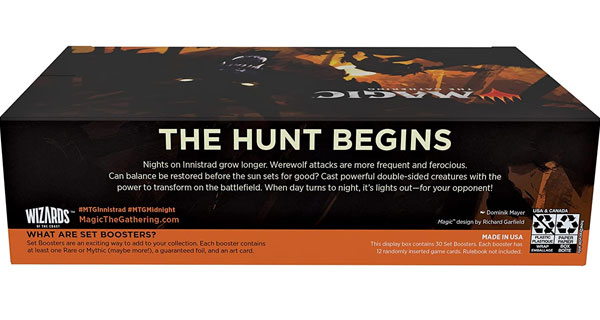 MAGIC
THE GATHERING
THE HUNT BEGINS
Nights on Innistrad grow longer. Werewolf attacks are more frequent and ferocious.
Can balance be restored before the sun sets for good? Cast powerful double-sided creatures with the
power to transform on the battlefield. When day turns to night, it's lights out—for your opponent!
WIZARDS™
OF THE COAST
#MTGInnistrad #MTGMidnight
MagicTheGathering.com
Dominik Mayer
Magic® design by Richard Garfield
USA & CANADA
PLASTIC
PLASTIQUE
WRAP
EMBALLAGE
PAPER
PAPIER
BOX
BOÎTE
WHAT ARE SET BOOSTERS?
Set Boosters are an exciting way to add to your collection. Each booster contains
at least one Rare or Mythic (maybe more!), a guaranteed foil, and an art card.
MADE IN USA
This display box contains 30 Set Boosters. Each booster has
12 randomly inserted game cards. Rulebook not included.